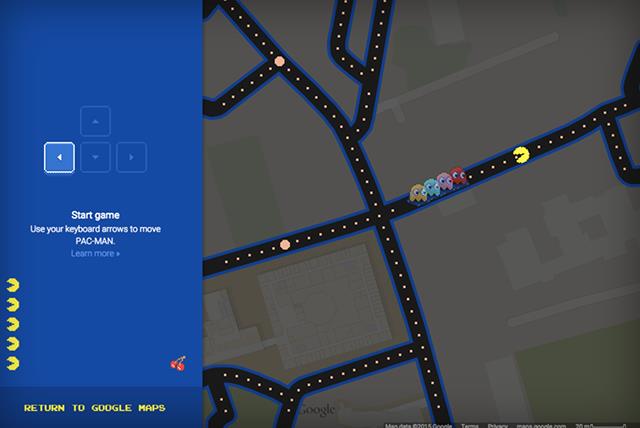 Start game
Use your keyboard arrows to move
PAC-MAN.
Learn more »
RETURN TO GOOGLE MAPS
Google
Map data ©2015 Google Terms Privacy maps.google.com 20 m